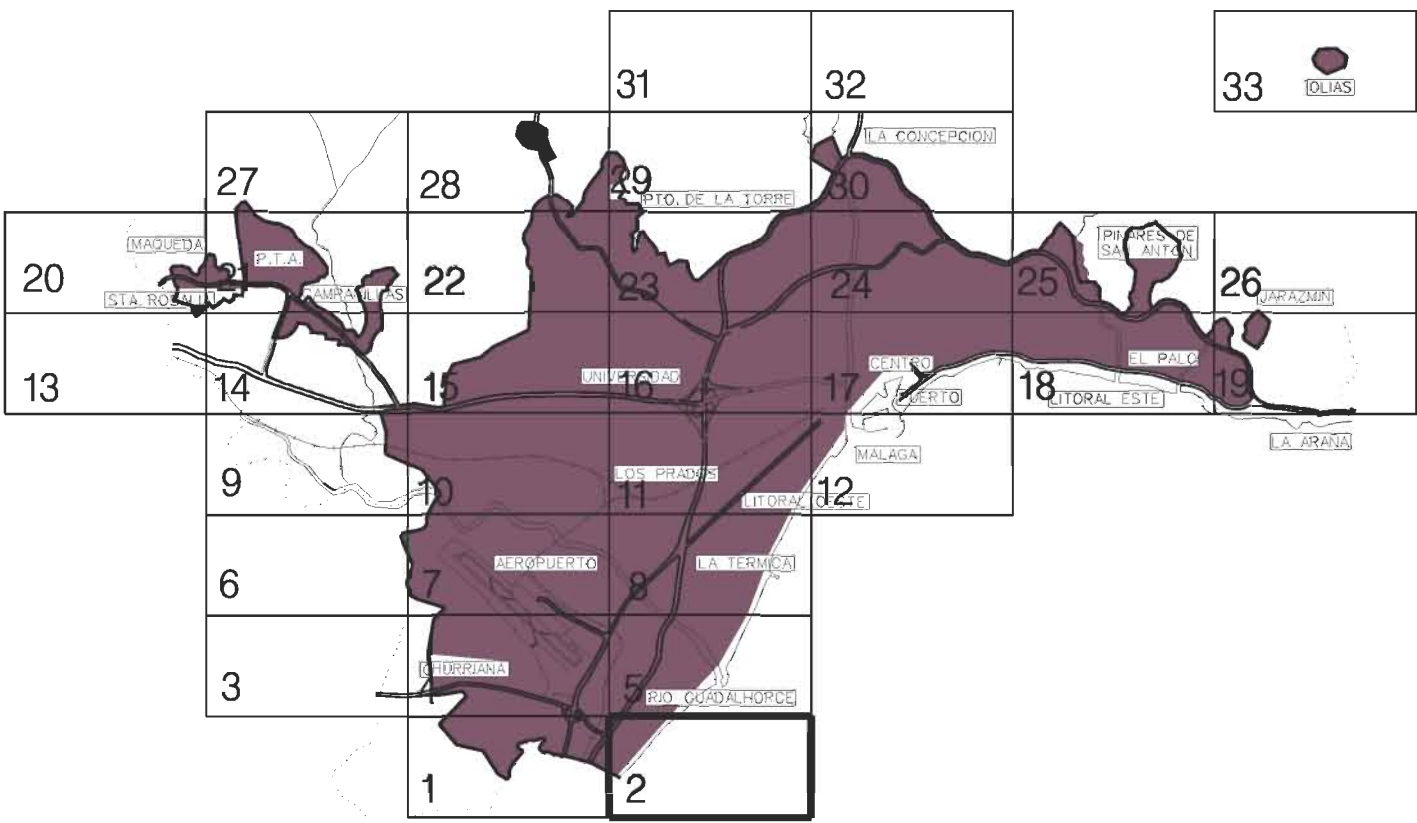 31
32
33
OLIAS
LA CONCEPCION
27
28
29
PTO. DE LA TORRE
30
MAQUEDA
P.T.A.
PINARES DE
SAN ANTON
20
21
STA. ROSALIA
CAMPANILLAS
22
23
24
25
26
JARAZMIN
13
14
15
UNIVERSIDAD
16
17
CENTRO
PUERTO
18
LITORAL ESTE
EL PALO
19
LA ARAÑA
MALAGA
9
10
LOS PRADOS
11
LITORAL OESTE
12
6
7
AEROPUERTO
8
LA TERMICA
3
CHURRIANA
5
RIO GUADALHORCE
1
2